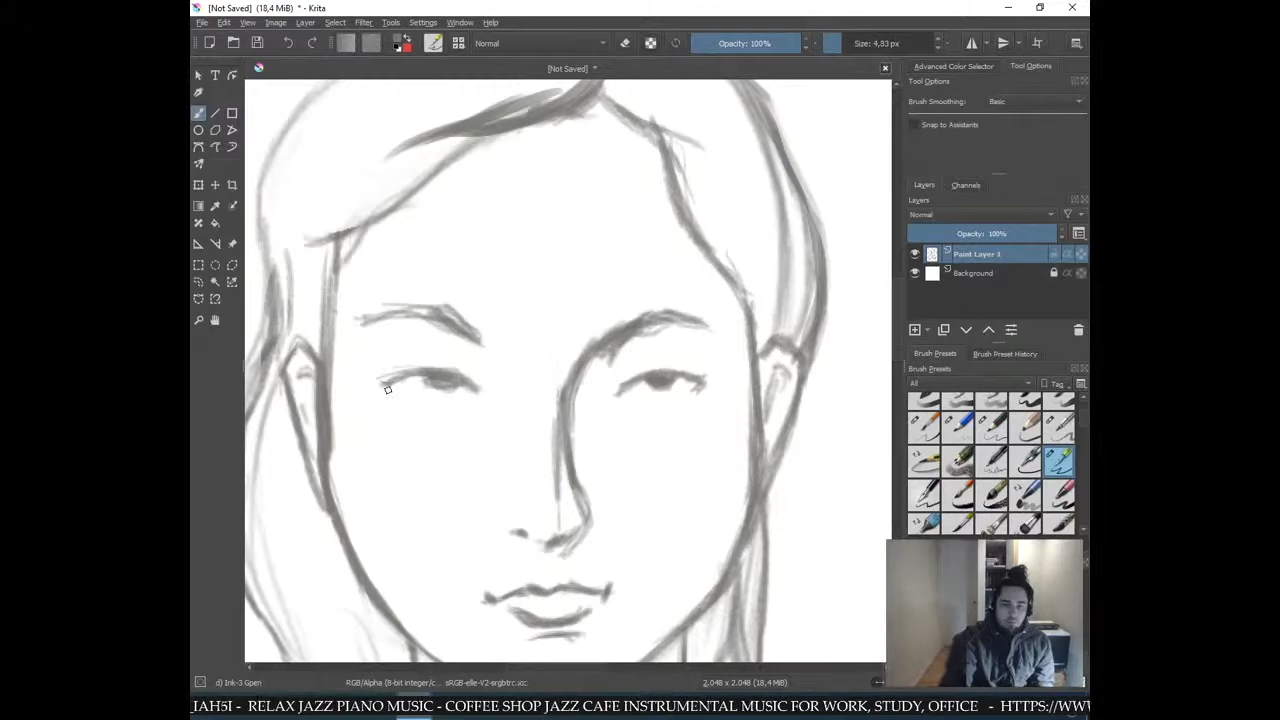 [Not Saved] (18,4 MiB) * - Krita
File Edit View Image Layer Select Filter Tools Settings Window Help
Normal Opacity: 100% Size: 4,83 px
[Not Saved]
Advanced Color Selector Tool Options
Tool Options
Brush Smoothing: Basic
Snap to Assistants
Layers Channels
Layers
Normal
Opacity: 100%
Paint Layer 1
Background
Brush Presets Brush Preset History
Brush Presets
All Tag
d) Ink-3 Gpen RGB/Alpha (8-bit integer/c... sRGB-elle-V2-srgbtrc.icc 2.048 x 2.048 (18,4 MiB)
IAH5I - RELAX JAZZ PIANO MUSIC - COFFEE SHOP JAZZ CAFE INSTRUMENTAL MUSIC FOR WORK, STUDY, OFFICE - HTTPS://WW